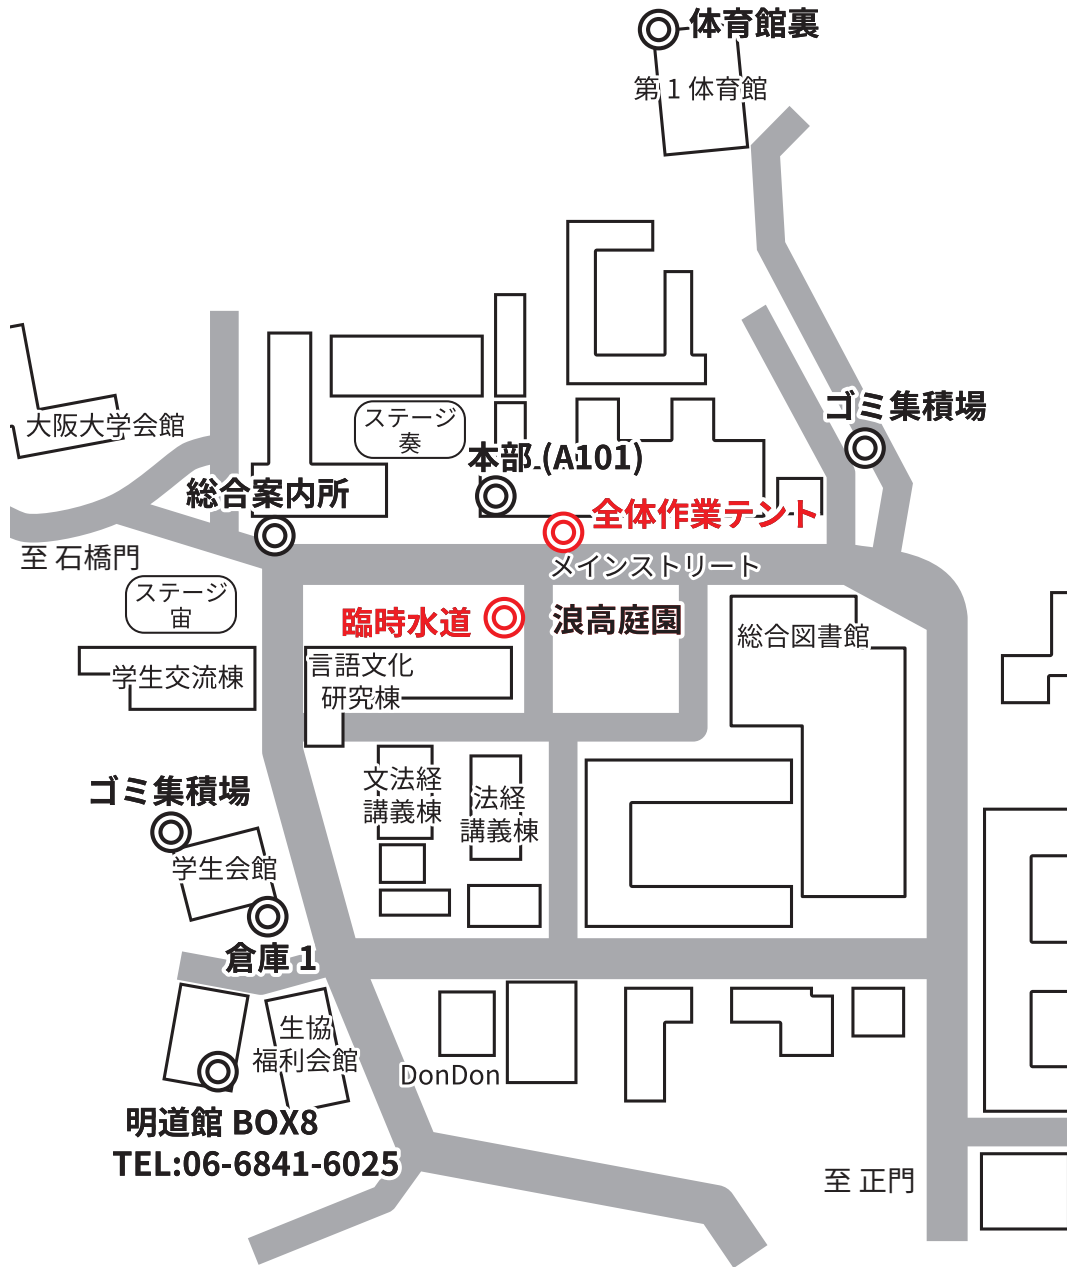 体育館裏
第1体育館
ゴミ集積場
大阪大学会館
ステージ
奏
本部 (A101)
総合案内所
全体作業テント
至 石橋門
メインストリート
ステージ
宙
臨時水道
浪高庭園
総合図書館
学生交流棟
言語文化
研究棟
ゴミ集積場
文法経
講義棟
法経
講義棟
学生会館
倉庫 1
生協
福利会館
DonDon
明道館 BOX8
TEL:06-6841-6025
至 正門